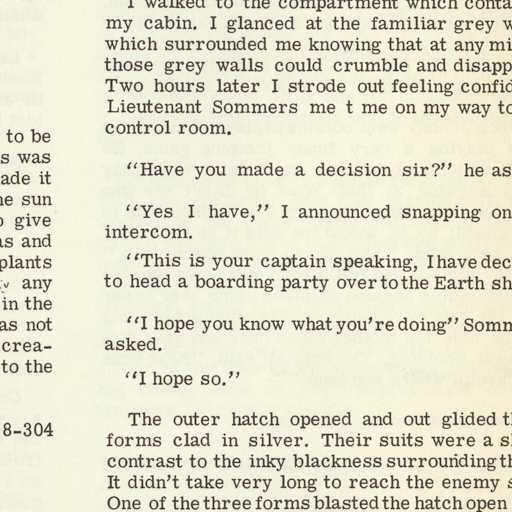 to be
s was
ade it
ne sun
o give
as and
plants
any
in the
as not
crea-
to the
8-304
I walked to the compartment which conta
my cabin. I glanced at the familiar grey w
which surrounded me knowing that at any mi
those grey walls could crumble and disapp
Two hours later I strode out feeling confid
Lieutenant Sommers me t me on my way to
control room.
"Have you made a decision sir?" he as
"Yes I have," I announced snapping on
intercom.
"This is your captain speaking, I have dec
to head a boarding party over to the Earth sh
"I hope you know what you're doing" Somm
asked.
"I hope so."
The outer hatch opened and out glided t
forms clad in silver. Their suits were a s
contrast to the inky blackness surrounding th
It didn't take very long to reach the enemy s
One of the three forms blasted the hatch open